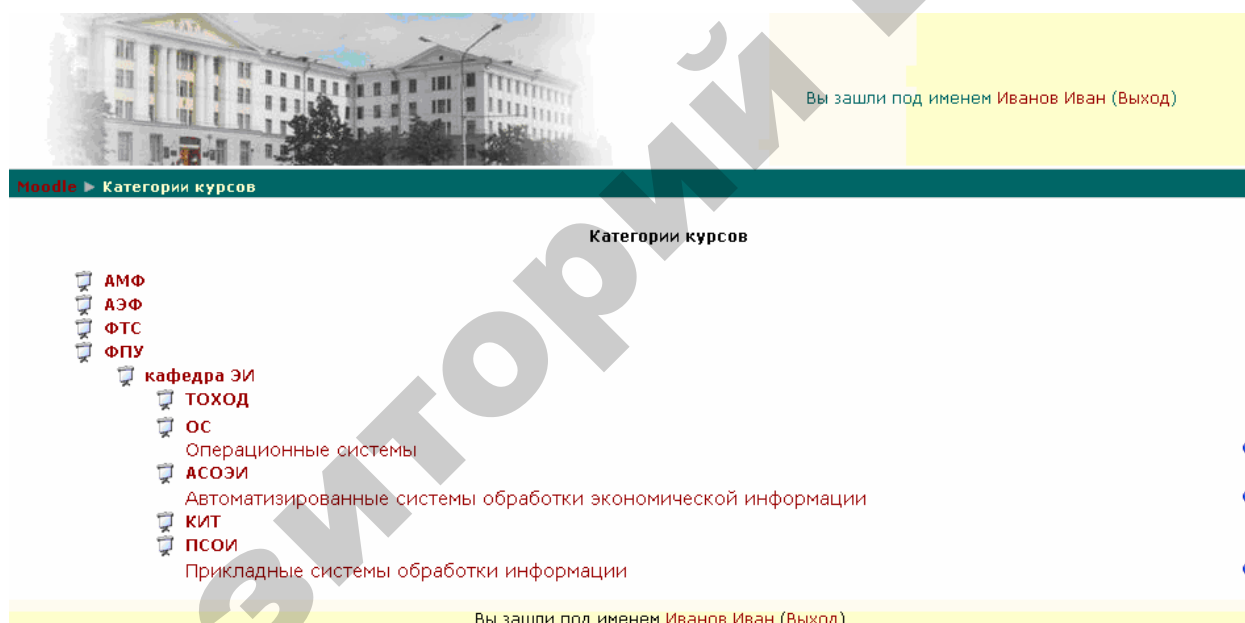 Вы зашли под именем Иванов Иван (Выход)
Moodle ► Категории курсов
Категории курсов
АМФ
АЭФ
ФТС
ФПУ
кафедра ЭИ
ТОХОД
ОС
Операционные системы
АСОЭИ
Автоматизированные системы обработки экономической информации
КИТ
ПСОИ
Прикладные системы обработки информации
Вы зашли под именем Иванов Иван (Выход)
зиторий